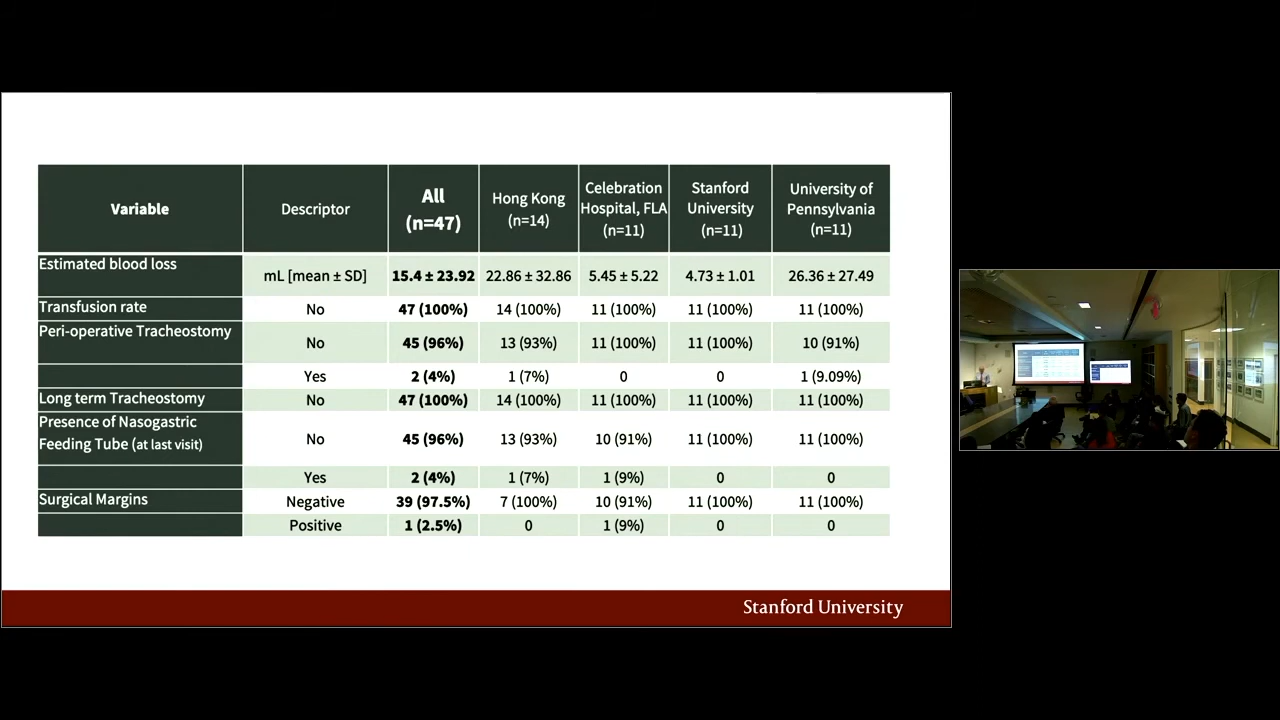 Variable Descriptor All (n=47) Hong Kong (n=14) Celebration Hospital, FLA (n=11) Stanford University (n=11) University of Pennsylvania (n=11)
Estimated blood loss mL [mean ± SD] 15.4 ± 23.92 22.86 ± 32.86 5.45 ± 5.22 4.73 ± 1.01 26.36 ± 27.49
Transfusion rate No 47 (100%) 14 (100%) 11 (100%) 11 (100%) 11 (100%)
Peri-operative Tracheostomy No 45 (96%) 13 (93%) 11 (100%) 11 (100%) 10 (91%)
Yes 2 (4%) 1 (7%) 0 0 1 (9.09%)
Long term Tracheostomy No 47 (100%) 14 (100%) 11 (100%) 11 (100%) 11 (100%)
Presence of Nasogastric Feeding Tube (at last visit) No 45 (96%) 13 (93%) 10 (91%) 11 (100%) 11 (100%)
Yes 2 (4%) 1 (7%) 1 (9%) 0 0
Surgical Margins Negative 39 (97.5%) 7 (100%) 10 (91%) 11 (100%) 11 (100%)
Positive 1 (2.5%) 0 1 (9%) 0 0
Stanford University